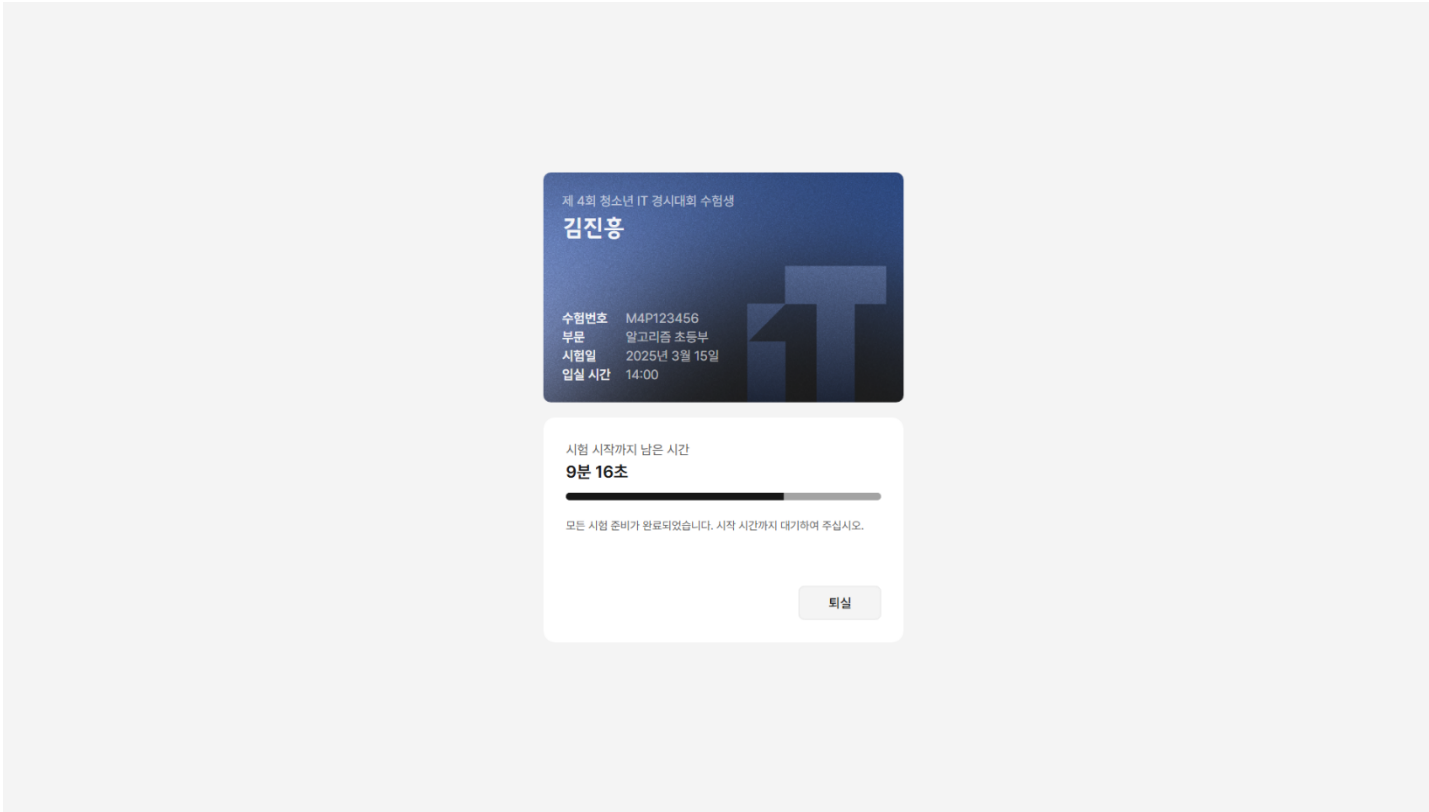 제 4회 청소년 IT 경시대회 수험생
김진흥
수험번호 M4P123456
부문 알고리즘 초등부
시험일 2025년 3월 15일
입실 시간 14:00
iT
시험 시작까지 남은 시간
9분 16초
모든 시험 준비가 완료되었습니다. 시작 시간까지 대기하여 주십시오.
퇴실